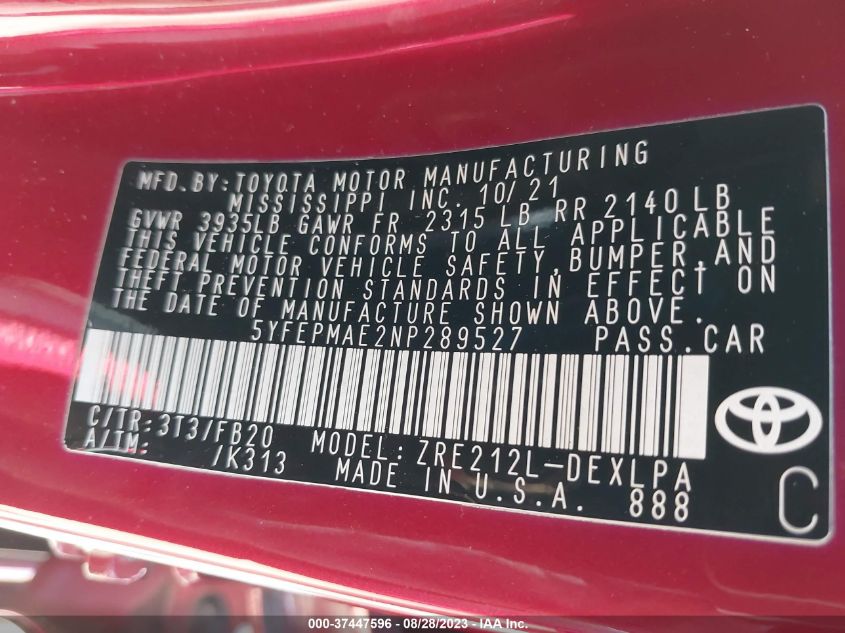 MFD.BY:TOYOTA MOTOR MANUFACTURING
MISSISSIPPI INC. 10/21
GVWR 3935LB GAWR FR 2315 LB RR 2140 LB
THIS VEHICLE CONFORMS TO ALL APPLICABLE
FEDERAL MOTOR VEHICLE SAFETY,BUMPER,AND
THEFT PREVENTION STANDARDS IN EFFECT ON
THE DATE OF MANUFACTURE SHOWN ABOVE.
5YFEPMAE2NP289527 PASS.CAR
C/TR:3T3/FB20 MODEL:ZRE212L-DEXLPA
A/TM: /K313 MADE IN U.S.A. 888
C
000-37447596 - 08/28/2023 - IAA Inc.